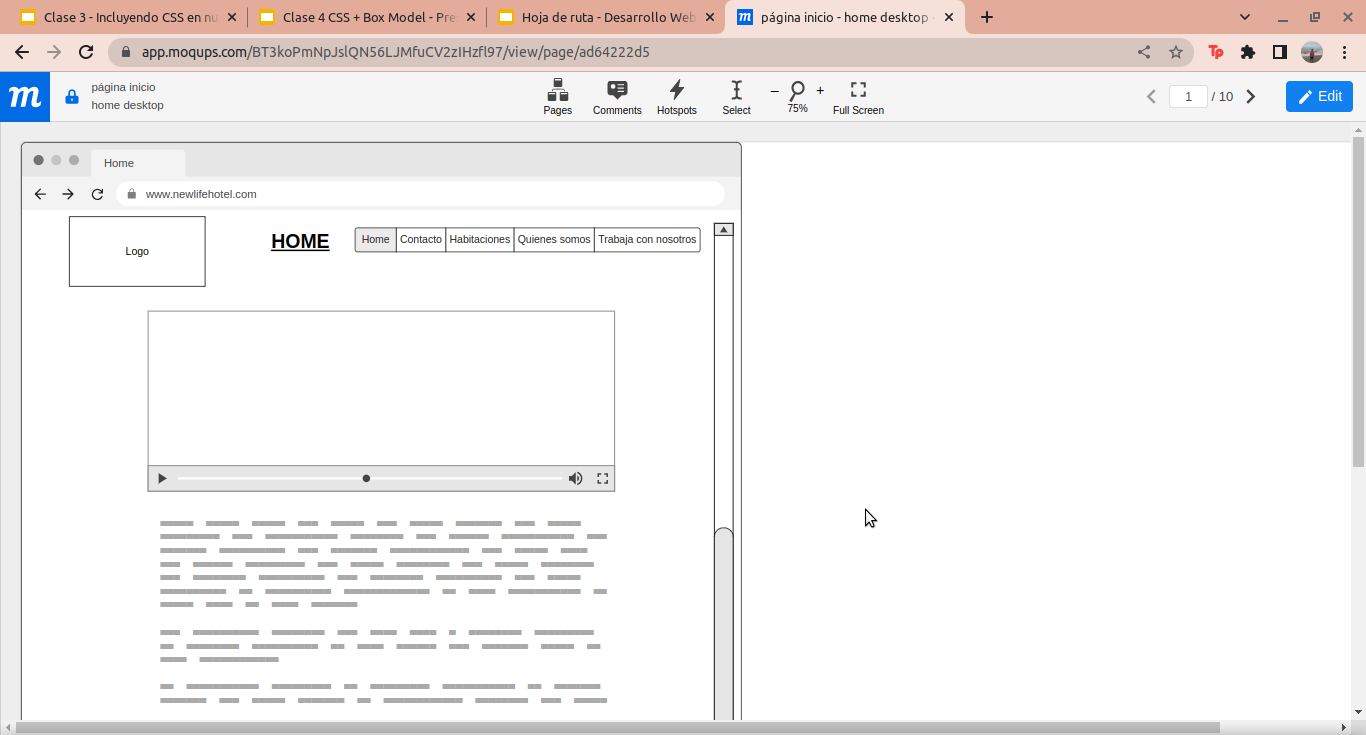 Clase 3 - Incluyendo CSS en nu
Clase 4 CSS + Box Model - Pre
Hoja de ruta - Desarrollo Web
página inicio - home desktop
app.moqups.com/BT3koPmNpJslQN56LJMfuCV2zIHzfl97/view/page/ad64222d5
Tp
m
página inicio
home desktop
Pages
Comments
Hotspots
Select
– +
75%
Full Screen
1 / 10
Edit
Home
www.newlifehotel.com
Logo
HOME
Home Contacto Habitaciones Quienes somos Trabaja con nosotros